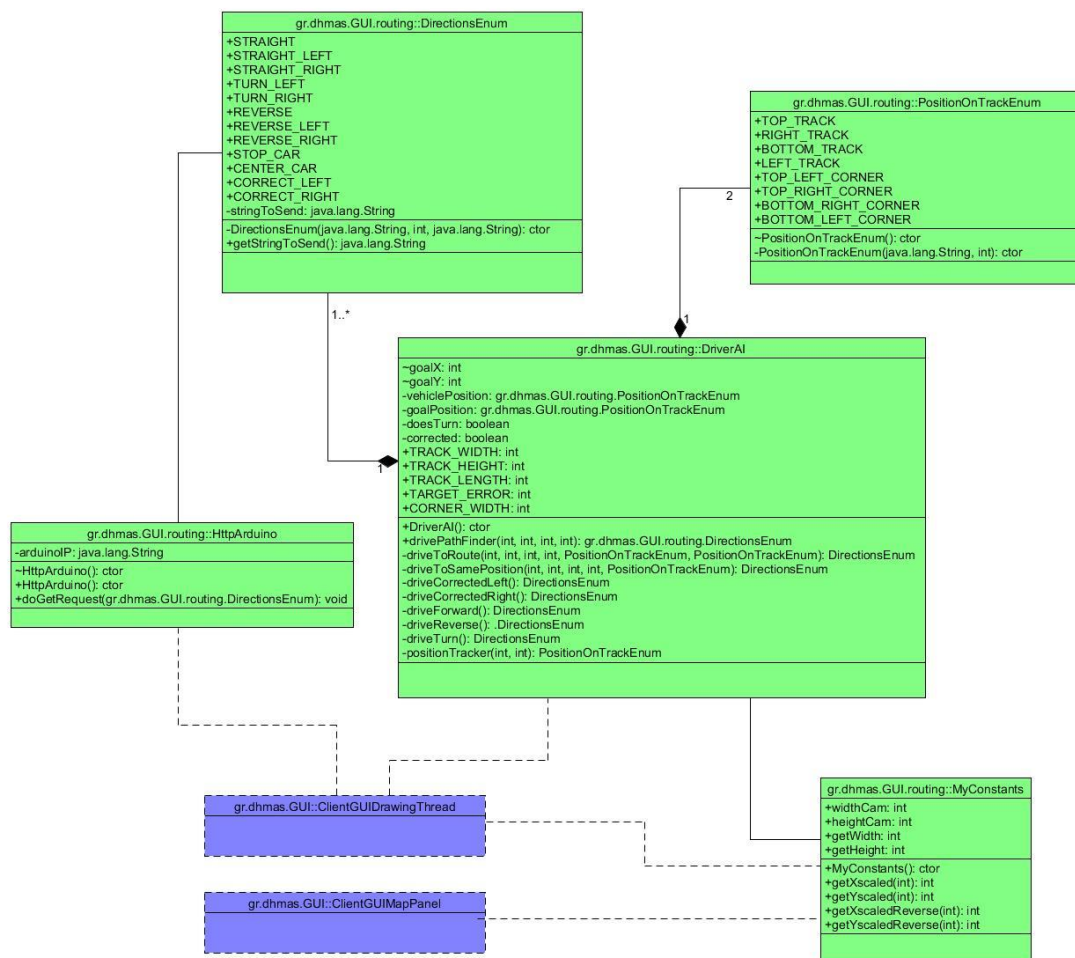 gr.dhmas.GUI.routing::DirectionsEnum
+STRAIGHT
+STRAIGHT_LEFT
+STRAIGHT_RIGHT
+TURN_LEFT
+TURN_RIGHT
+REVERSE
+REVERSE_LEFT
+REVERSE_RIGHT
+STOP_CAR
+CENTER_CAR
+CORRECT_LEFT
+CORRECT_RIGHT
-stringToSend: java.lang.String
-DirectionsEnum(java.lang.String, int, java.lang.String): ctor
+getStringToSend(): java.lang.String
gr.dhmas.GUI.routing::PositionOnTrackEnum
+TOP_TRACK
+RIGHT_TRACK
+BOTTOM_TRACK
+LEFT_TRACK
+TOP_LEFT_CORNER
+TOP_RIGHT_CORNER
+BOTTOM_RIGHT_CORNER
+BOTTOM_LEFT_CORNER
~PositionOnTrackEnum(): ctor
-PositionOnTrackEnum(java.lang.String, int): ctor
2
1..*
1
gr.dhmas.GUI.routing::DriverAI
~goalX: int
~goalY: int
-vehiclePosition: gr.dhmas.GUI.routing.PositionOnTrackEnum
-goalPosition: gr.dhmas.GUI.routing.PositionOnTrackEnum
-doesTurn: boolean
-corrected: boolean
+TRACK_WIDTH: int
+TRACK_HEIGHT: int
+TRACK_LENGTH: int
+TARGET_ERROR: int
+CORNER_WIDTH: int
+DriverAI(): ctor
+drivePathFinder(int, int, int, int): gr.dhmas.GUI.routing.DirectionsEnum
-driveToRoute(int, int, int, int, PositionOnTrackEnum, PositionOnTrackEnum): DirectionsEnum
-driveToSamePosition(int, int, int, int, PositionOnTrackEnum): DirectionsEnum
-driveCorrectedLeft(): DirectionsEnum
-driveCorrectedRight(): DirectionsEnum
-driveForward(): DirectionsEnum
-driveReverse(): .DirectionsEnum
-driveTurn(): DirectionsEnum
-positionTracker(int, int): PositionOnTrackEnum
1
gr.dhmas.GUI.routing::HttpArduino
-arduinoIP: java.lang.String
~HttpArduino(): ctor
+HttpArduino(): ctor
+doGetRequest(gr.dhmas.GUI.routing.DirectionsEnum): void
gr.dhmas.GUI::ClientGUIDrawingThread
gr.dhmas.GUI::ClientGUIMapPanel
gr.dhmas.GUI.routing::MyConstants
+widthCam: int
+heightCam: int
+getWidth: int
+getHeight: int
+MyConstants(): ctor
+getXscaled(int): int
+getYscaled(int): int
+getXscaledReverse(int): int
+getYscaledReverse(int): int